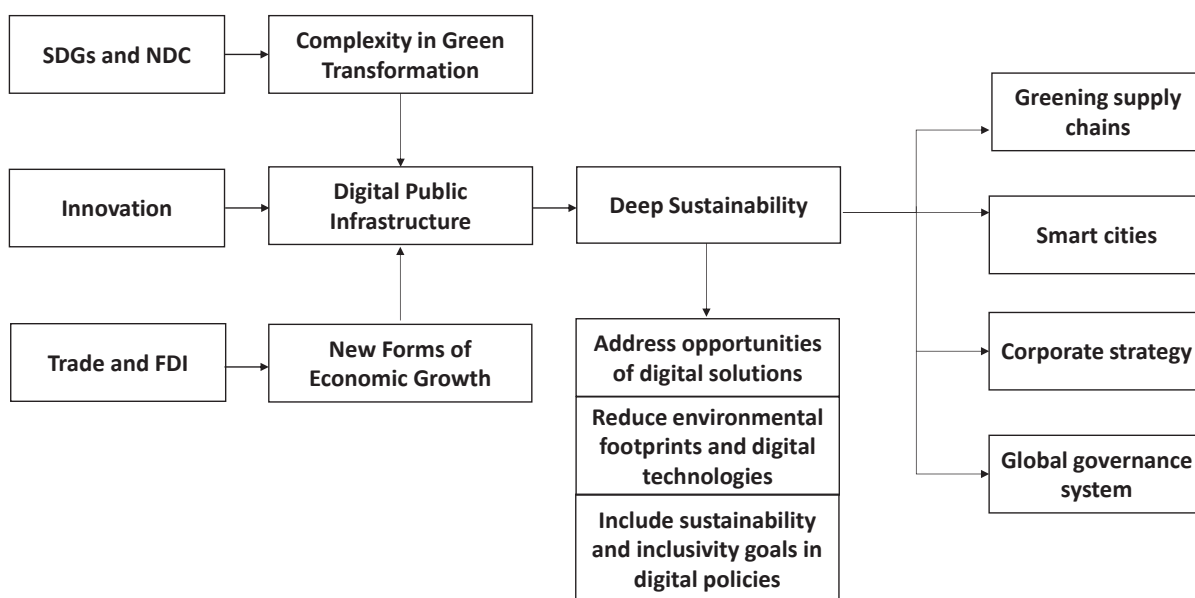 SDGs and NDC
Complexity in Green
Transformation
Greening supply
chains
Innovation
Digital Public
Infrastructure
Deep Sustainability
Smart cities
Trade and FDI
New Forms of
Economic Growth
Address opportunities
of digital solutions
Reduce environmental
footprints and digital
technologies
Include sustainability
and inclusivity goals in
digital policies
Corporate strategy
Global governance
system